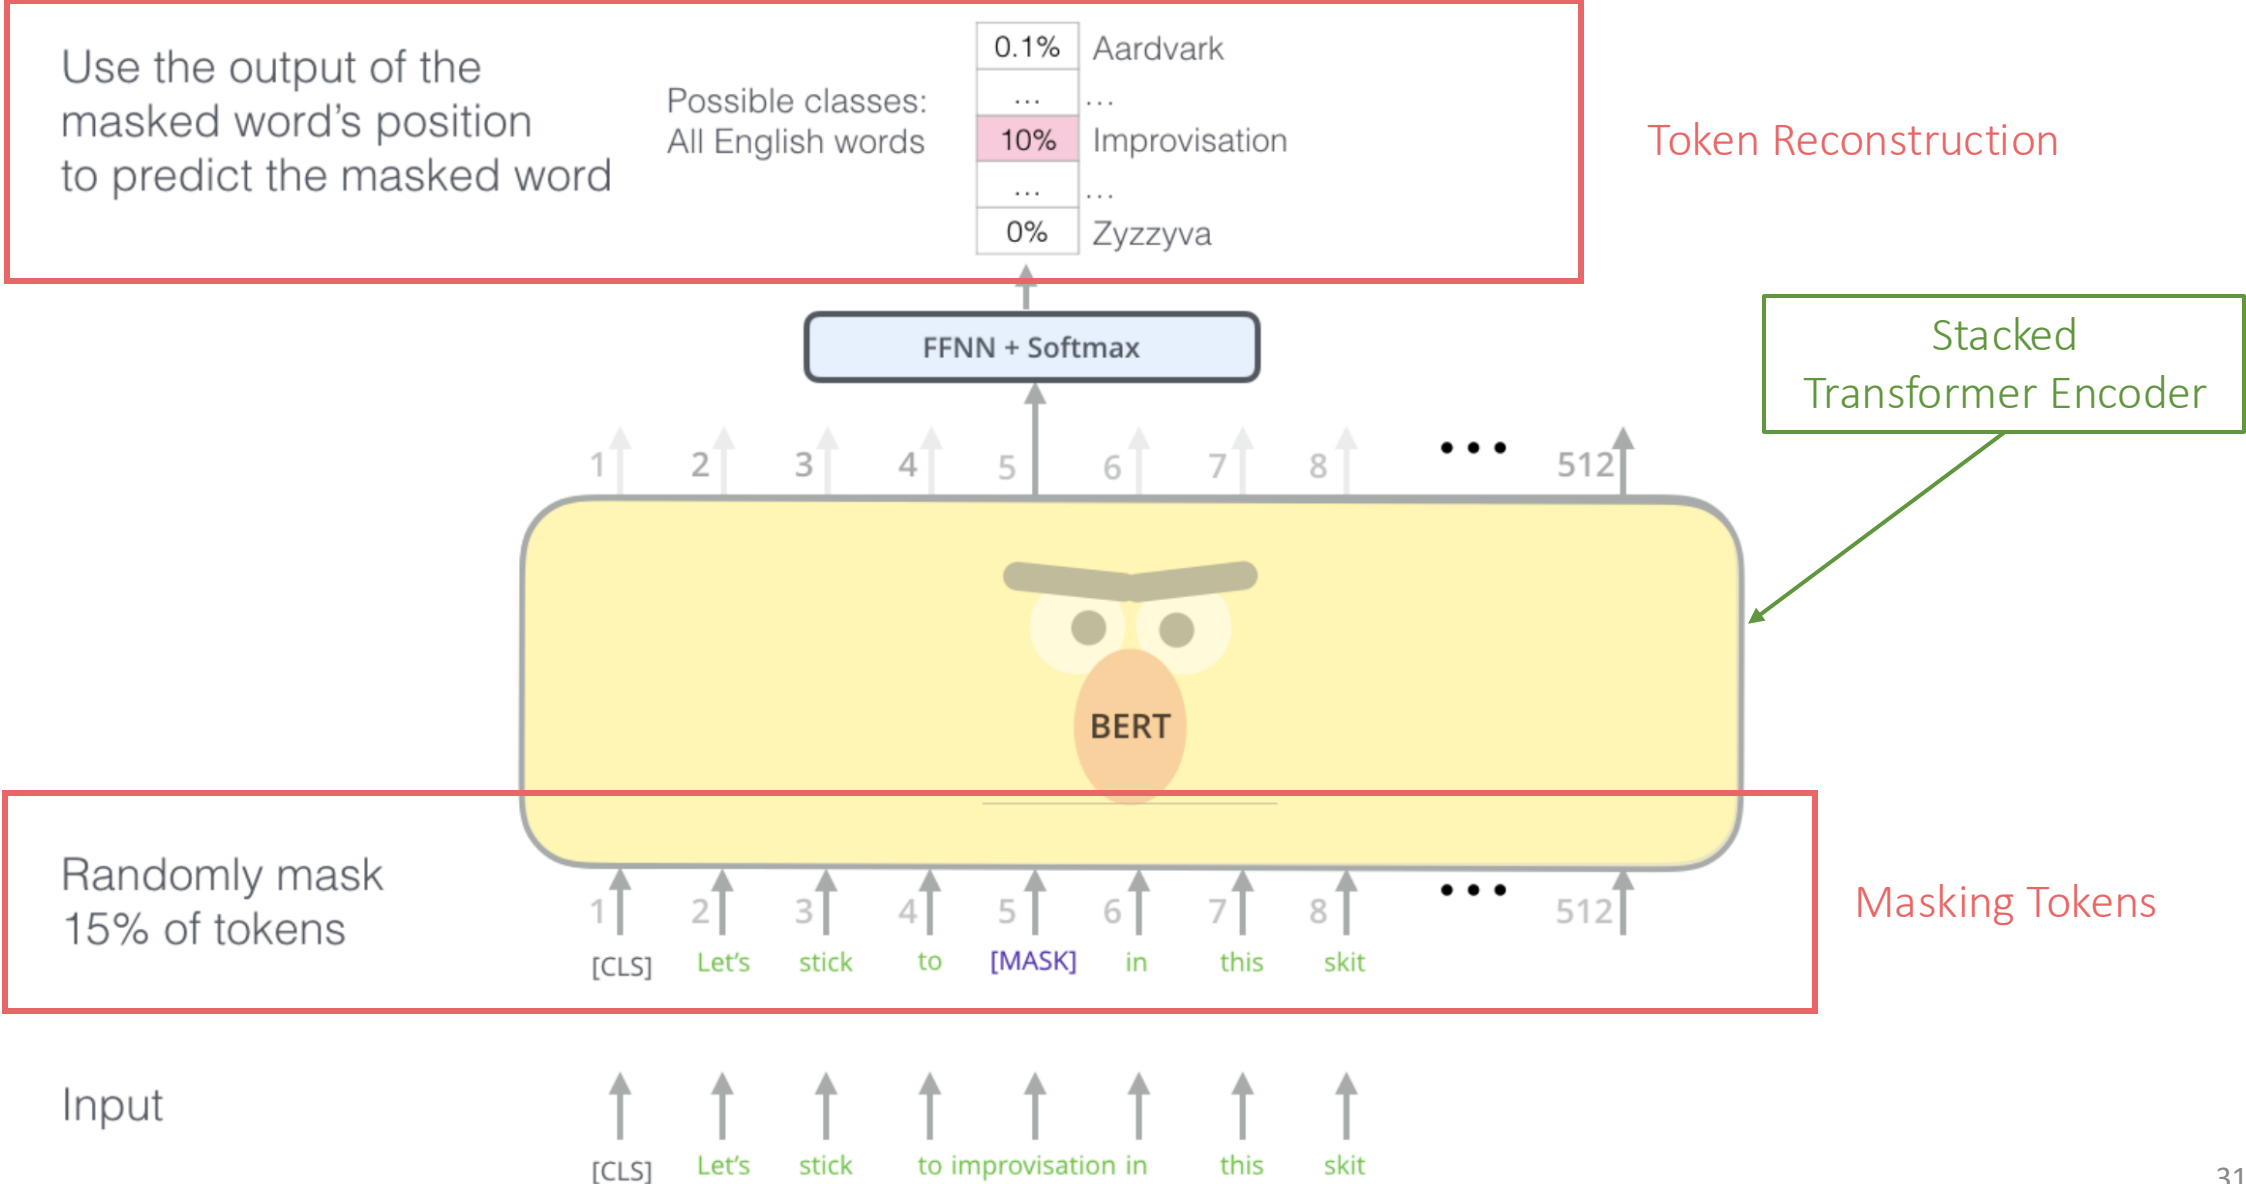 Use the output of the
masked word's position
to predict the masked word
Possible classes:
All English words
0.1% Aardvark
... ...
10% Improvisation
... ...
0% Zyzzyva
Token Reconstruction
FFNN + Softmax
Stacked
Transformer Encoder
1 2 3 4 5 6 7 8 ... 512
BERT
Randomly mask
15% of tokens
1 2 3 4 5 6 7 8 ... 512
[CLS] Let's stick to [MASK] in this skit
Masking Tokens
Input
[CLS] Let's stick to improvisation in this skit
31